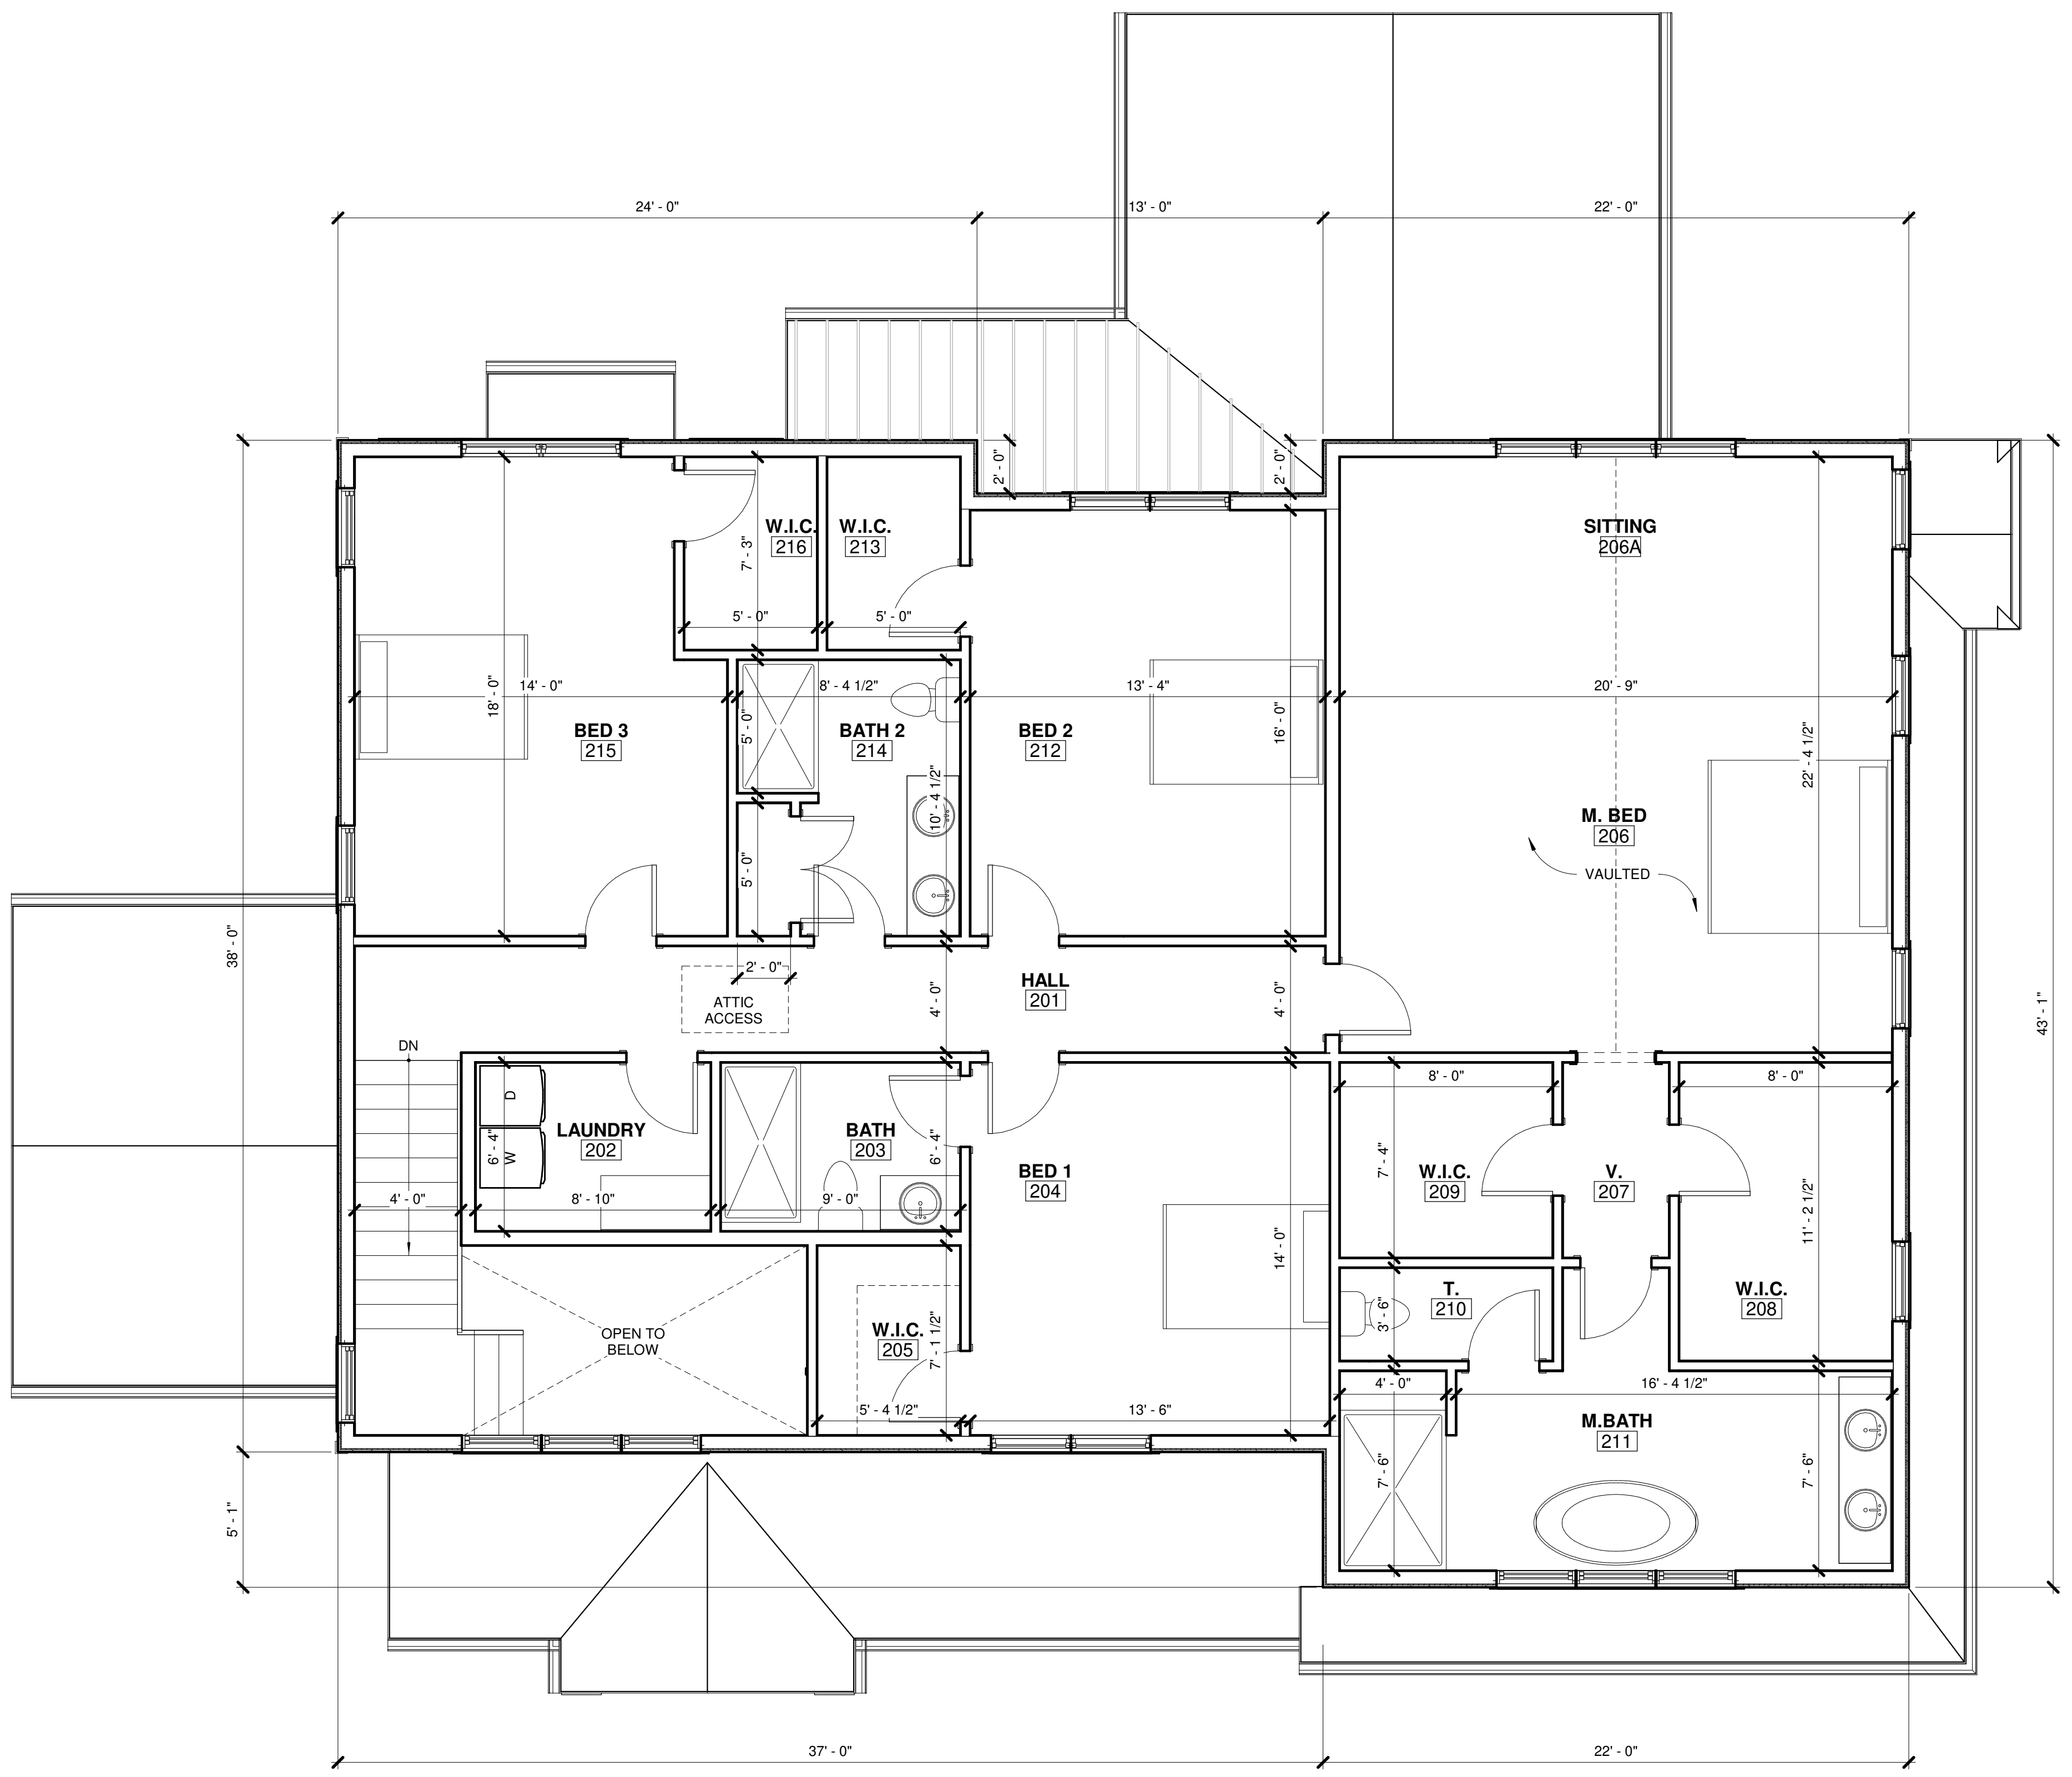 24' - 0"
13' - 0"
22' - 0"
2' - 0"
2' - 0"
W.I.C.
216
W.I.C.
213
SITTING
206A
7' - 3"
5' - 0"
5' - 0"
14' - 0"
18' - 0"
8' - 4 1/2"
13' - 4"
20' - 9"
BED 3
215
5' - 0"
BATH 2
214
BED 2
212
16' - 0"
22' - 4 1/2"
10' - 4 1/2"
M. BED
206
VAULTED
5' - 0"
38' - 0"
2' - 0"
ATTIC
ACCESS
4' - 0"
HALL
201
4' - 0"
43' - 1"
DN
8' - 0"
8' - 0"
D
W
6' - 4"
LAUNDRY
202
BATH
203
6' - 4"
BED 1
204
7' - 4"
W.I.C.
209
V.
207
11' - 2 1/2"
4' - 0"
8' - 10"
9' - 0"
14' - 0"
T.
210
3' - 6"
W.I.C.
208
OPEN TO
BELOW
W.I.C.
205
7' - 1 1/2"
4' - 0"
16' - 4 1/2"
5' - 4 1/2"
13' - 6"
M.BATH
211
7' - 6"
7' - 6"
5' - 1"
37' - 0"
22' - 0"